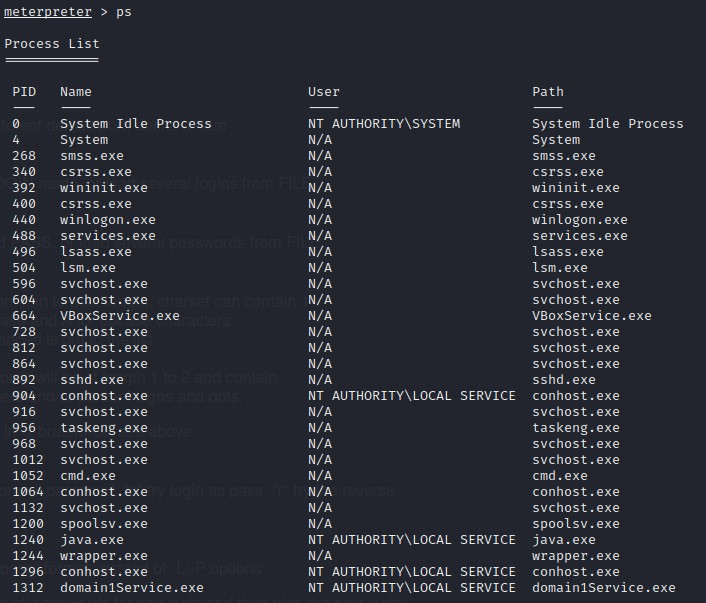 meterpreter > ps
Process List
PID Name User Path
0 System Idle Process NT AUTHORITY\SYSTEM System Idle Process
4 System N/A System
268 smss.exe N/A smss.exe
340 csrss.exe N/A csrss.exe
392 wininit.exe N/A wininit.exe
400 csrss.exe N/A csrss.exe
440 winlogon.exe N/A winlogon.exe
488 services.exe N/A services.exe
496 lsass.exe N/A lsass.exe
504 lsm.exe N/A lsm.exe
596 svchost.exe N/A svchost.exe
604 svchost.exe N/A svchost.exe
664 VBoxService.exe N/A VBoxService.exe
728 svchost.exe N/A svchost.exe
812 svchost.exe N/A svchost.exe
864 svchost.exe N/A svchost.exe
892 sshd.exe N/A sshd.exe
904 conhost.exe NT AUTHORITY\LOCAL SERVICE conhost.exe
916 svchost.exe N/A svchost.exe
956 taskeng.exe N/A taskeng.exe
968 svchost.exe N/A svchost.exe
1012 svchost.exe N/A svchost.exe
1052 cmd.exe N/A cmd.exe
1064 conhost.exe N/A conhost.exe
1132 svchost.exe N/A svchost.exe
1200 spoolsv.exe N/A spoolsv.exe
1240 java.exe NT AUTHORITY\LOCAL SERVICE java.exe
1244 wrapper.exe N/A wrapper.exe
1296 conhost.exe NT AUTHORITY\LOCAL SERVICE conhost.exe
1312 domain1Service.exe NT AUTHORITY\LOCAL SERVICE domain1Service.exe